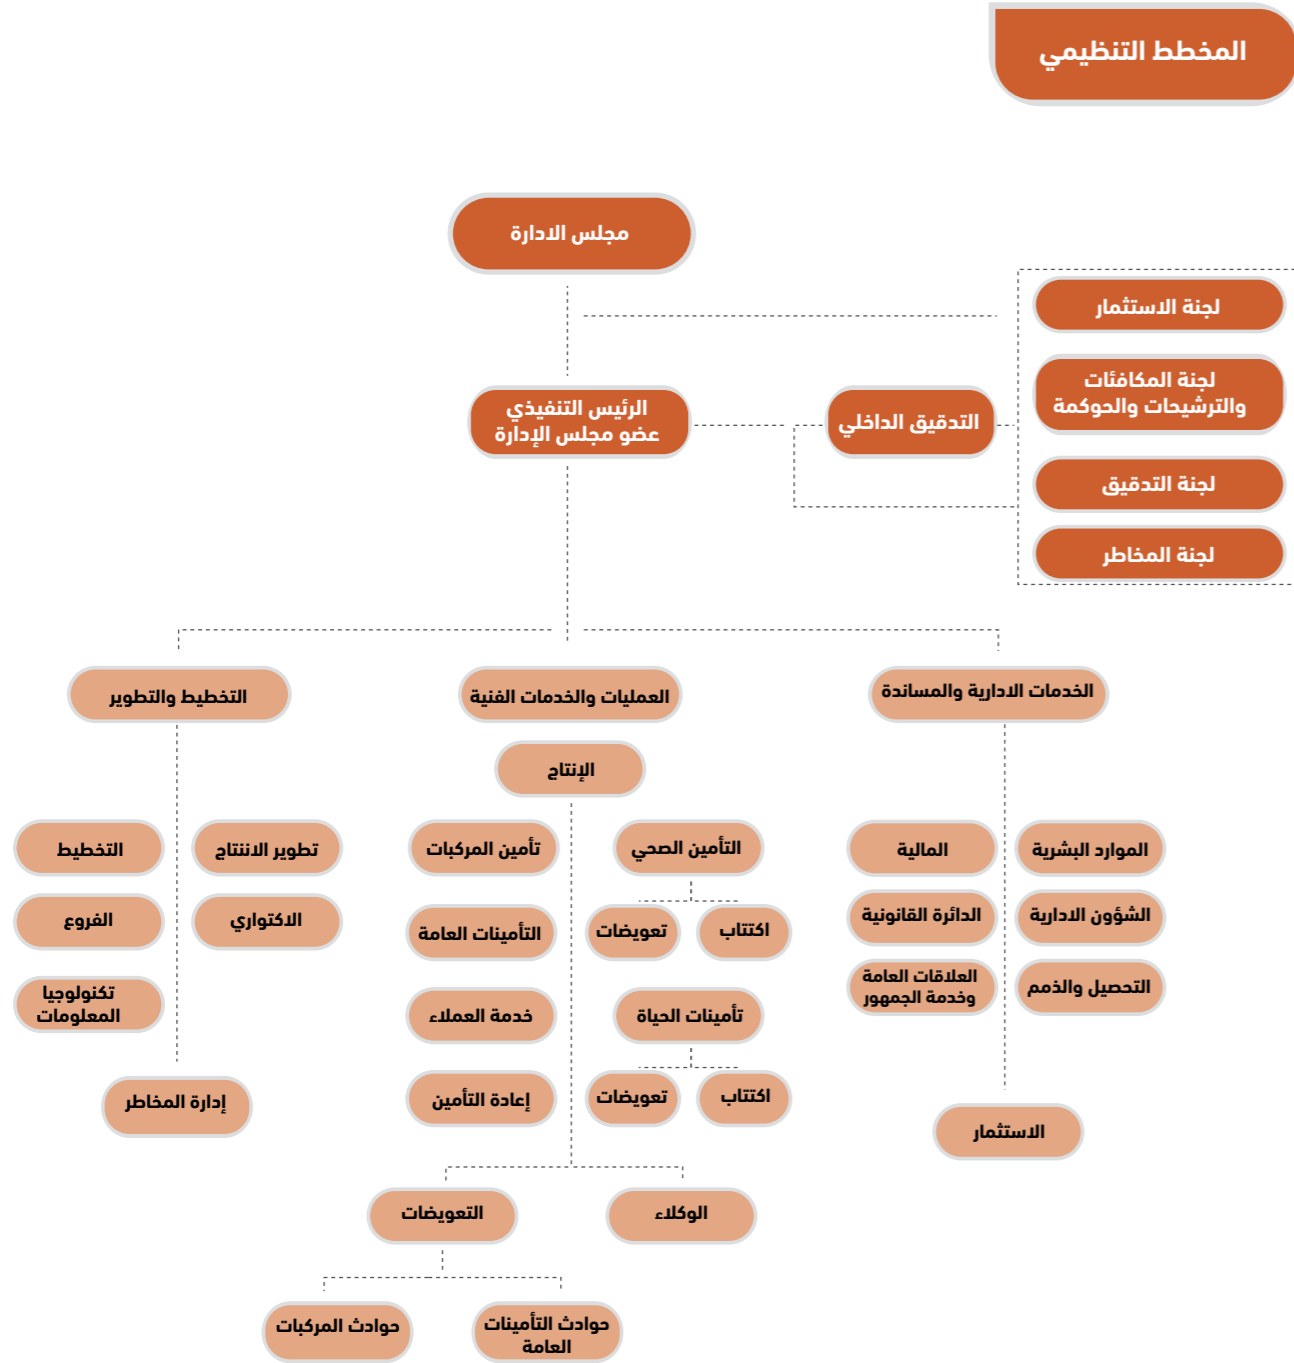 المخطط التنظيمي
مجلس الادارة
لجنة الاستثمار
لجنة المكافئات
والترشيحات والحوكمة
لجنة التدقيق
لجنة المخاطر
التدقيق الداخلي
الرئيس التنفيذي
عضو مجلس الإدارة
الخدمات الادارية والمساندة
العمليات والخدمات الفنية
التخطيط والتطوير
الموارد البشرية
المالية
الشؤون الادارية
الدائرة القانونية
التحصيل والذمم
العلاقات العامة
وخدمة الجمهور
الاستثمار
الإنتاج
التأمين الصحي
تأمين المركبات
اكتتاب
تعويضات
التأمينات العامة
تأمينات الحياة
خدمة العملاء
اكتتاب
تعويضات
إعادة التأمين
الوكلاء
التعويضات
حوادث التأمينات
العامة
حوادث المركبات
تطوير الاننتاج
التخطيط
الاكتواري
الفروع
تكنولوجيا
المعلومات
إدارة المخاطر